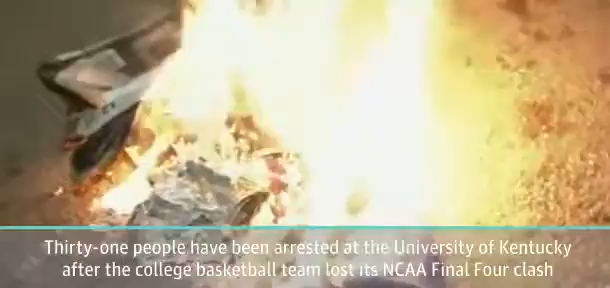 Thirty-one people have been arrested at the University of Kentucky
after the college basketball team lost its NCAA Final Four clash